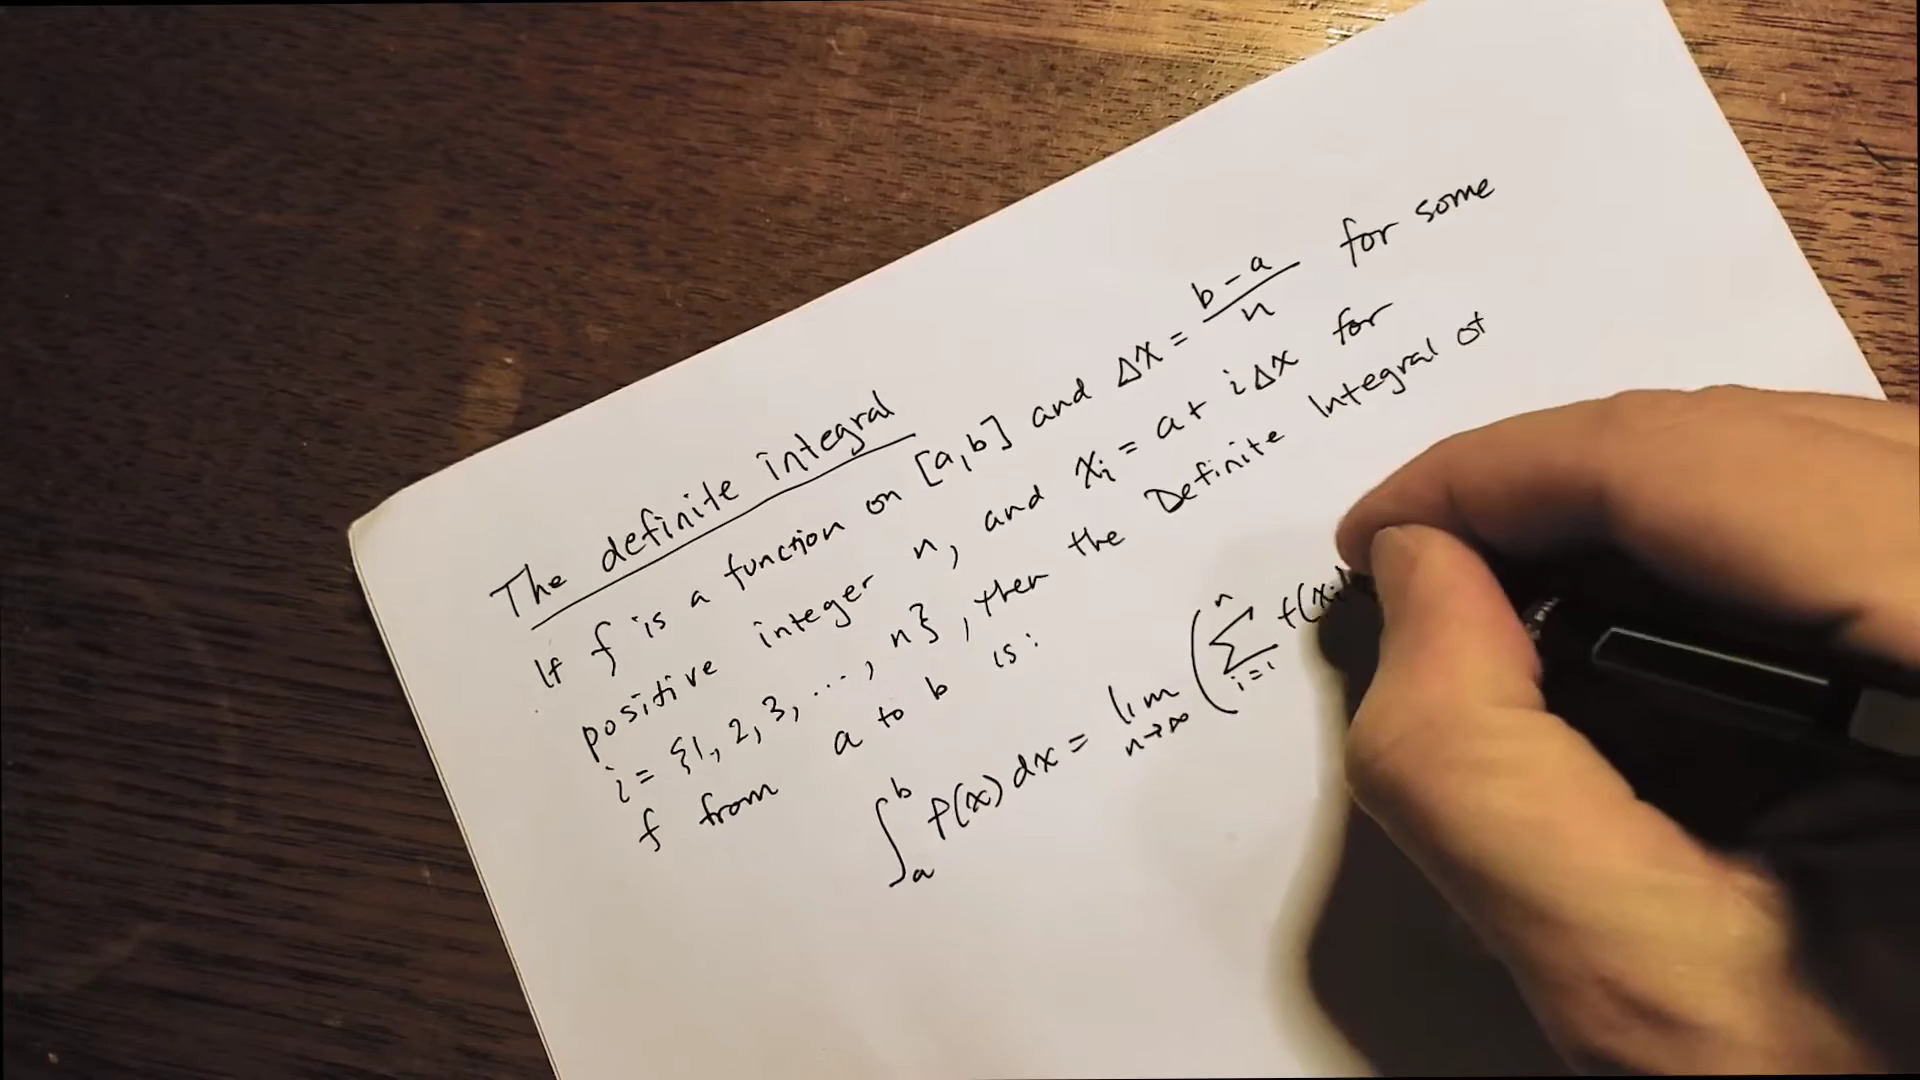 The definite integral
If f is a function on [a,b] and Δx = b-a/n for some
positive integer n, and xᵢ = a + iΔx for
i = {1, 2, 3, ..., n}, then the Definite Integral of
f from a to b is:
∫ₐᵇ f(x) dx = lim n→∞ ( ∑ⁿ i=1 f(xᵢ)